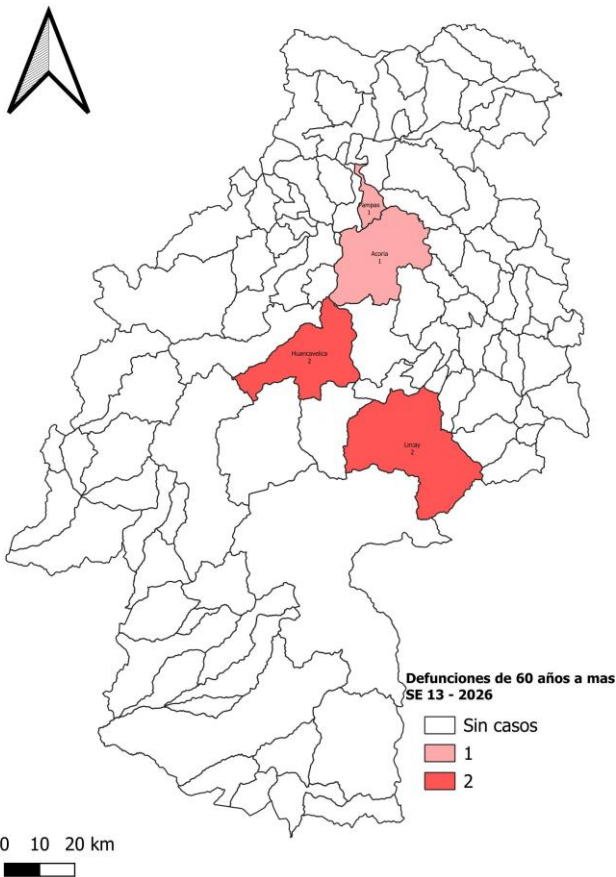 Pampas
1
Acoria
1
Huancavelica
2
Lircay
2
Defunciones de 60 años a mas
SE 13 - 2026
Sin casos
1
2
0 10 20 km